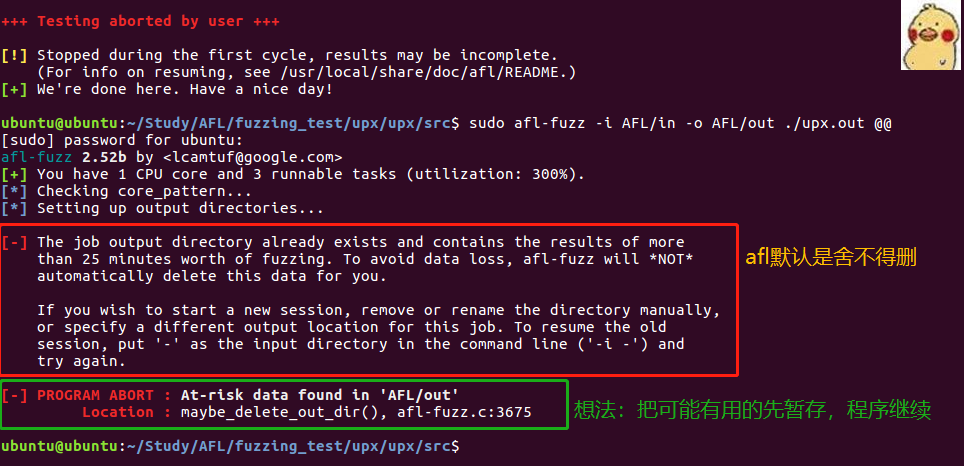 +++ Testing aborted by user +++
[!] Stopped during the first cycle, results may be incomplete.
(For info on resuming, see /usr/local/share/doc/afl/README.)
[+] We're done here. Have a nice day!
ubuntu@ubuntu:~/Study/AFL/fuzzing_test/upx/upx/src$ sudo afl-fuzz -i AFL/in -o AFL/out ./upx.out @@
[sudo] password for ubuntu:
afl-fuzz 2.52b by <lcamtuf@google.com>
[+] You have 1 CPU core and 3 runnable tasks (utilization: 300%).
[*] Checking core_pattern...
[*] Setting up output directories...
[-] The job output directory already exists and contains the results of more
than 25 minutes worth of fuzzing. To avoid data loss, afl-fuzz will *NOT*
automatically delete this data for you.
afl默认是舍不得删
If you wish to start a new session, remove or rename the directory manually,
or specify a different output location for this job. To resume the old
session, put '-' as the input directory in the command line ('-i -') and
try again.
[-] PROGRAM ABORT : At-risk data found in 'AFL/out'
Location : maybe_delete_out_dir(), afl-fuzz.c:3675
想法：把可能有用的先暂存，程序继续
ubuntu@ubuntu:~/Study/AFL/fuzzing_test/upx/upx/src$